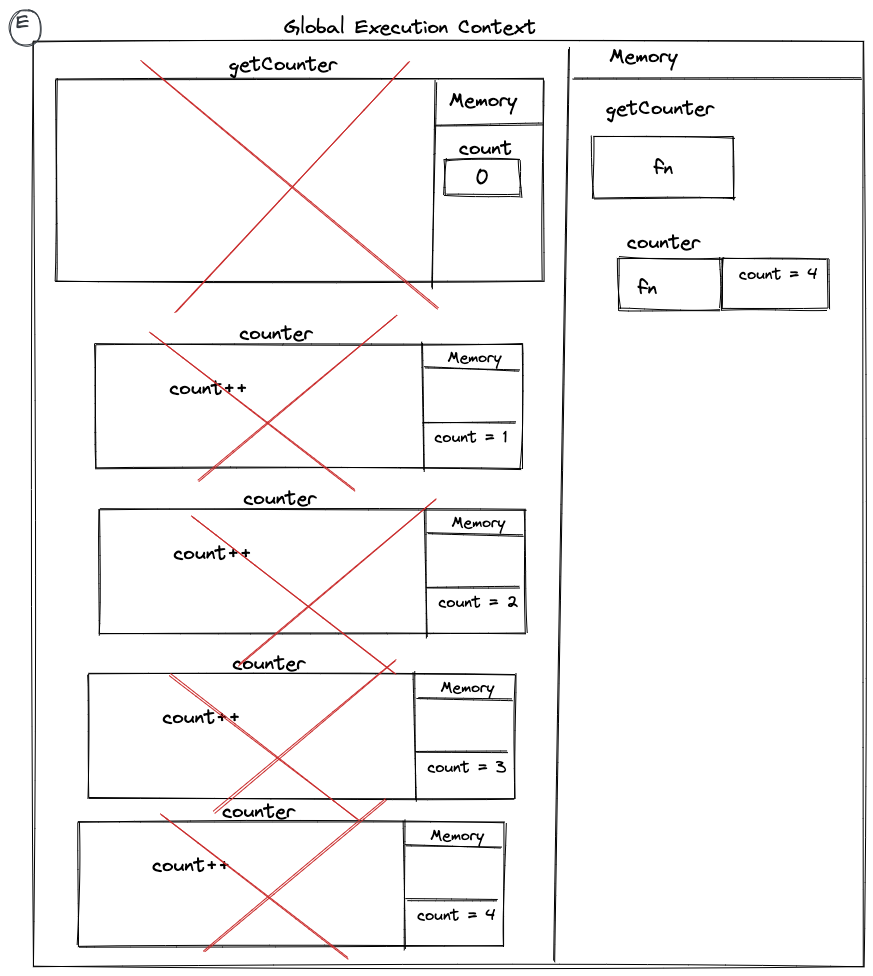 E
Global Execution Context
getCounter
Memory
count
0
counter
count++
Memory
count = 1
counter
count++
Memory
count = 2
counter
count++
Memory
count = 3
counter
count++
Memory
count = 4
Memory
getCounter
fn
counter
fn
count = 4